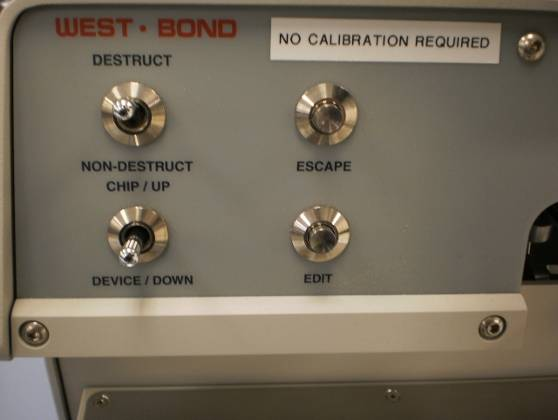 WEST · BOND
NO CALIBRATION REQUIRED
DESTRUCT
NON-DESTRUCT
CHIP / UP
ESCAPE
DEVICE / DOWN
EDIT